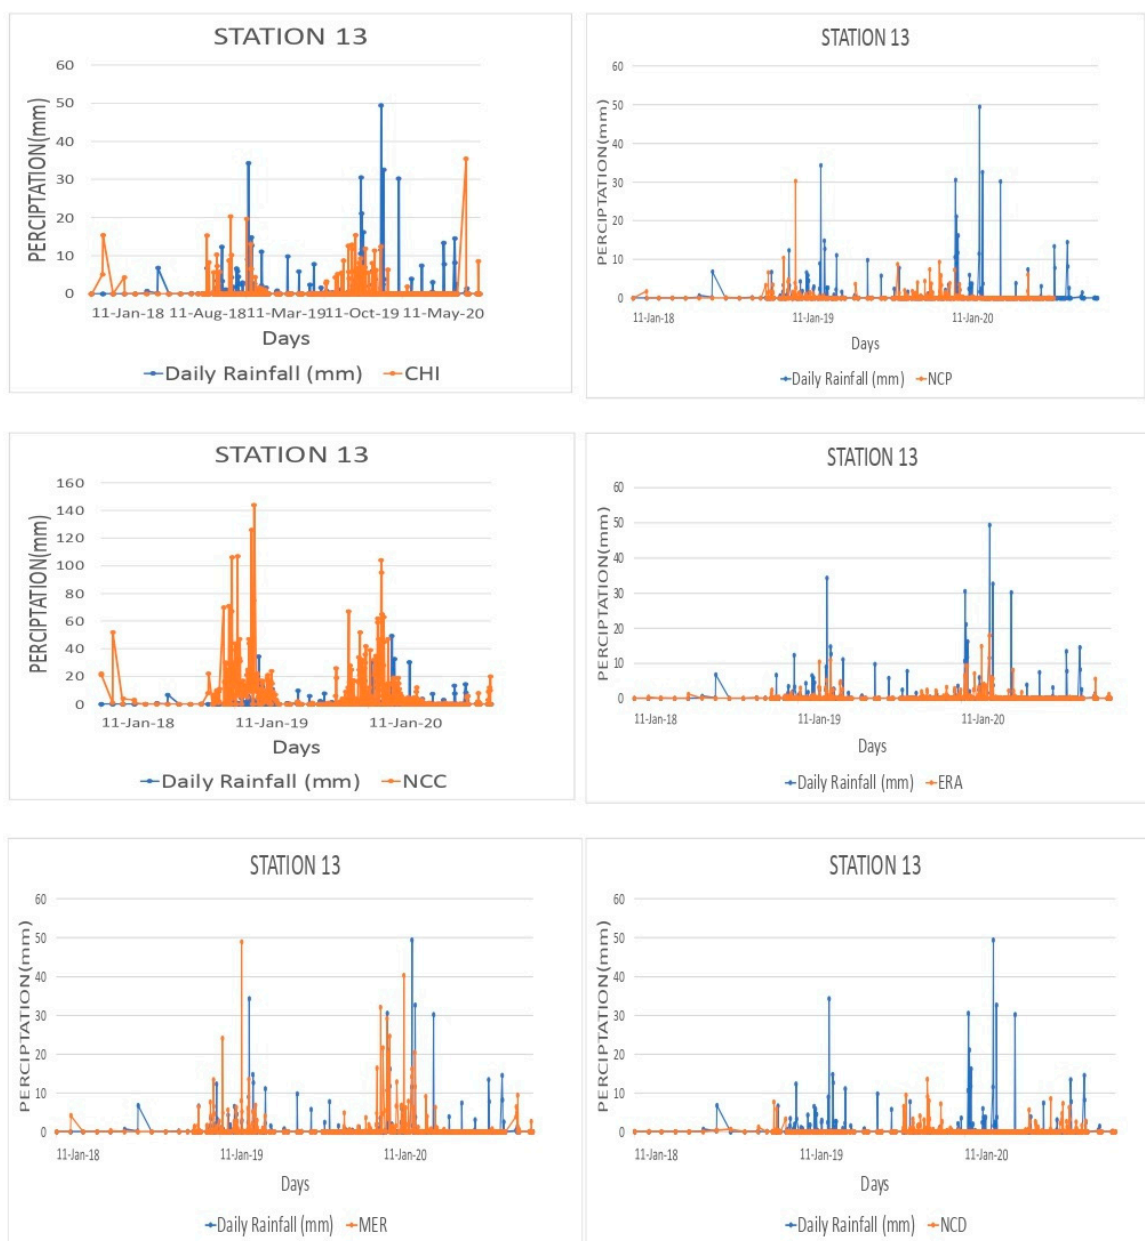 STATION 13
PERCIPTATION(mm)
60
50
40
30
20
10
0
11-Jan-18 11-Aug-18 11-Mar-19 11-Oct-19 11-May-20
Days
Daily Rainfall (mm) CHI
STATION 13
PERCIPTATION(mm)
60
50
40
30
20
10
0
11-Jan-18 11-Jan-19 11-Jan-20
Days
Daily Rainfall (mm) NCP
STATION 13
PERCIPTATION(mm)
160
140
120
100
80
60
40
20
0
11-Jan-18 11-Jan-19 11-Jan-20
Days
Daily Rainfall (mm) NCC
STATION 13
PERCIPTATION(mm)
60
50
40
30
20
10
0
11-Jan-18 11-Jan-19 11-Jan-20
Days
Daily Rainfall (mm) ERA
STATION 13
PERCIPTATION(mm)
60
50
40
30
20
10
0
11-Jan-18 11-Jan-19 11-Jan-20
Days
Daily Rainfall (mm) MER
STATION 13
PERCIPTATION(mm)
60
50
40
30
20
10
0
11-Jan-18 11-Jan-19 11-Jan-20
Days
Daily Rainfall (mm) NCD